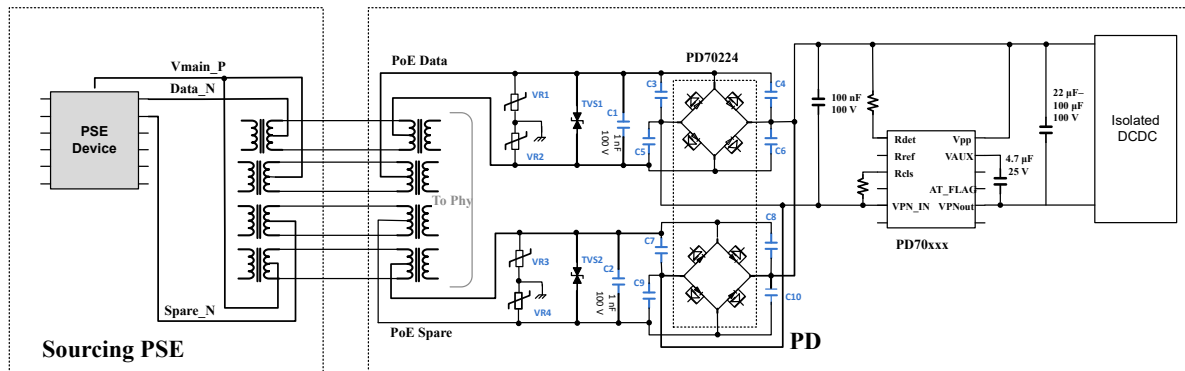 Vmain_P
Data_N
PSE
Device
Spare_N
Sourcing PSE
PoE Data
To Phy
PoE Spare
VR1
VR2
TVS1
C1
1 nF
100 V
C3
C5
PD70224
C4
C6
VR3
VR4
TVS2
C2
1 nF
100 V
C7
C9
C8
C10
PD
100 nF
100 V
Rdet
Rref
Rcls
VPN_IN
Vpp
VAUX
AT_FLAG
VPNout
PD70xxx
4.7 µF
25 V
22 µF–
100 µF
100 V
Isolated
DCDC